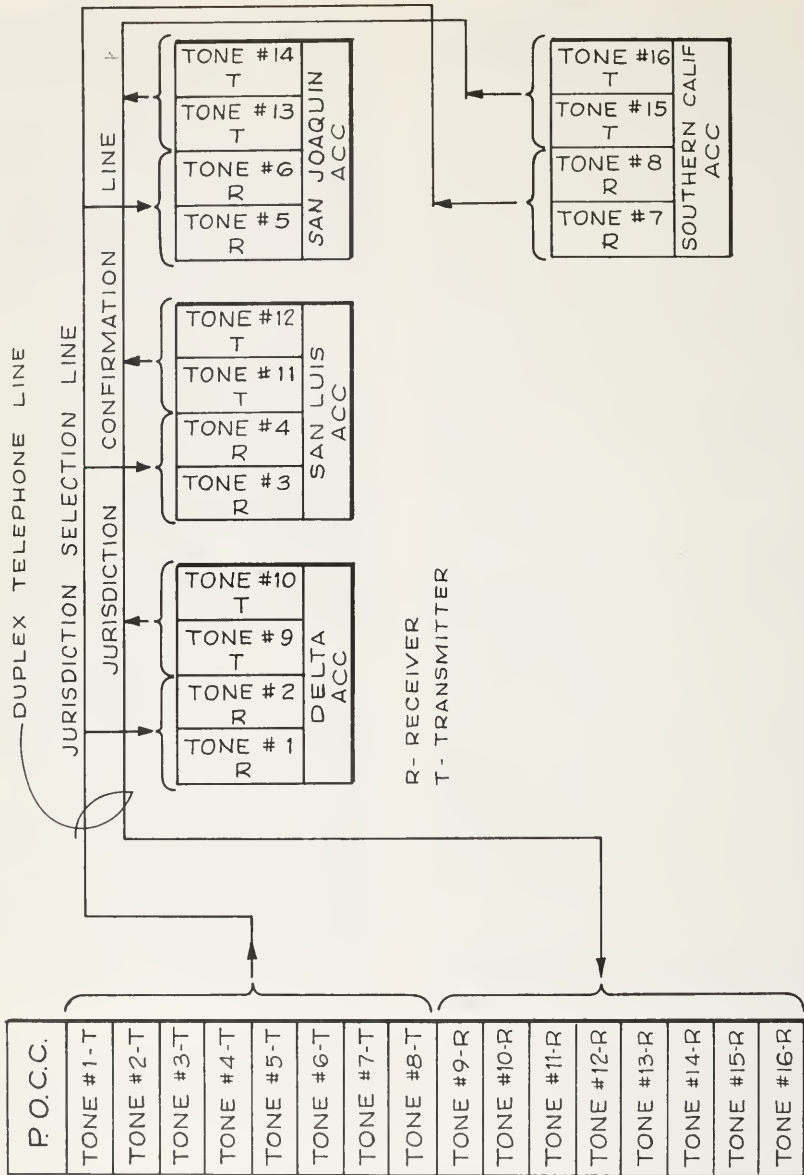 DUPLEX TELEPHONE LINE
JURISDICTION SELECTION LINE
JURISDICTION CONFIRMATION LINE
P.O.C.C.
TONE #1-T
TONE #2-T
TONE #3-T
TONE #4-T
TONE #5-T
TONE #6-T
TONE #7-T
TONE #8-T
TONE #9-R
TONE #10-R
TONE #11-R
TONE #12-R
TONE #13-R
TONE #14-R
TONE #15-R
TONE #16-R
TONE #1
R
TONE #2
R
TONE #9
T
TONE #10
T
DELTA
ACC
TONE #3
R
TONE #4
R
TONE #11
T
TONE #12
T
SAN LUIS
ACC
TONE #5
R
TONE #6
R
TONE #13
T
TONE #14
T
SAN JOAQUIN
ACC
TONE #7
R
TONE #8
R
TONE #15
T
TONE #16
T
SOUTHERN CALIF
ACC
R- RECEIVER
T- TRANSMITTER